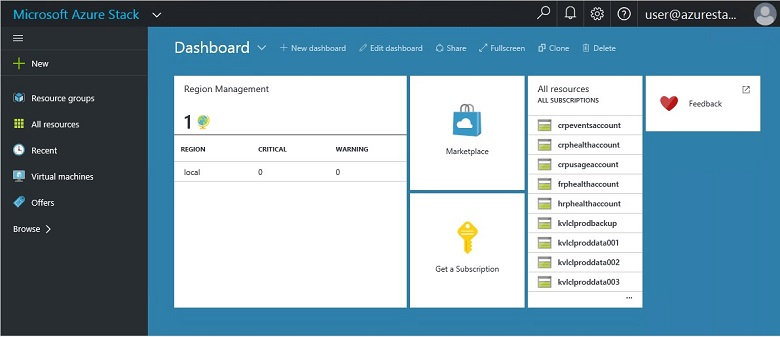 Microsoft Azure Stack
user@azuresta...
New
Resource groups
All resources
Recent
Virtual machines
Offers
Browse
Dashboard
New dashboard
Edit dashboard
Share
Fullscreen
Clone
Delete
Region Management
1
REGION CRITICAL WARNING
local 0 0
Marketplace
Get a Subscription
All resources
ALL SUBSCRIPTIONS
crpeventsaccount
crphealthaccount
crpusageaccount
frphealthaccount
hrphealthaccount
kvlclprodbackup
kvlclproddata001
kvlclproddata002
kvlclproddata003
...
Feedback